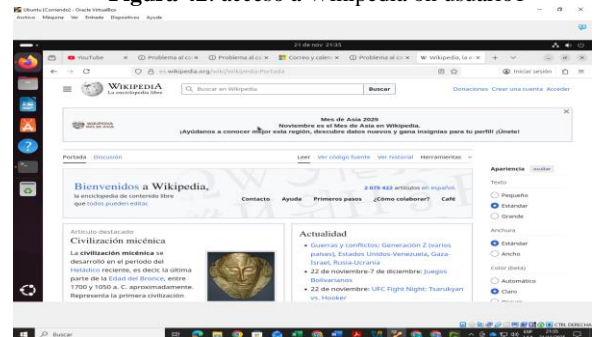 Figura 42: acceso a Wikipedia on usuario1
Ubuntu (Corriendo) - Oracle VirtualBox
Archivo Máquina Ver Entrada Dispositivos Ayuda
21 de nov 21:35
YouTube Problema al co Problema al co Correo y calen Problema al co Wikipedia, la e
es.wikipedia.org/wiki/Wikipedia:Portada Iniciar sesión
WIKIPEDIA
La enciclopedia libre
Buscar en Wikipedia Buscar Donaciones Crear una cuenta Acceder
WIKIPEDIA
Mes de Asia 2025
Noviembre es el Mes de Asia en Wikipedia.
¡Ayúdanos a conocer mejor esta región, descubre datos nuevos y gana insignias para tu perfil! ¡Únete!
Portada Discusión Leer Ver código fuente Ver historial Herramientas
Apariencia ocultar
Bienvenidos a Wikipedia,
la enciclopedia de contenido libre
que todos pueden editar.
2 075 422 artículos en español.
Contacto Ayuda Primeros pasos ¿Cómo colaborar? Café
Texto
Pequeño
Estándar
Grande
Anchura
Estándar
Ancho
Color (beta)
Automático
Claro
Artículo destacado
Civilización micénica
La civilización micénica se
desarrolló en el período del
Heládico reciente, es decir, la última
parte de la Edad del Bronce, entre
1700 y 1050 a. C. aproximadamente.
Representa la primera civilización
Actualidad
Guerras y conflictos: Generación Z (varios
países), Estados Unidos-Venezuela, Gaza-
Israel, Rusia-Ucrania
22 de noviembre-7 de diciembre: Juegos
Bolivarianos
22 de noviembre: UFC Fight Night: Tsarukyan
vs. Hooker
CTRL DERECHA
Buscar
ESP
21:35